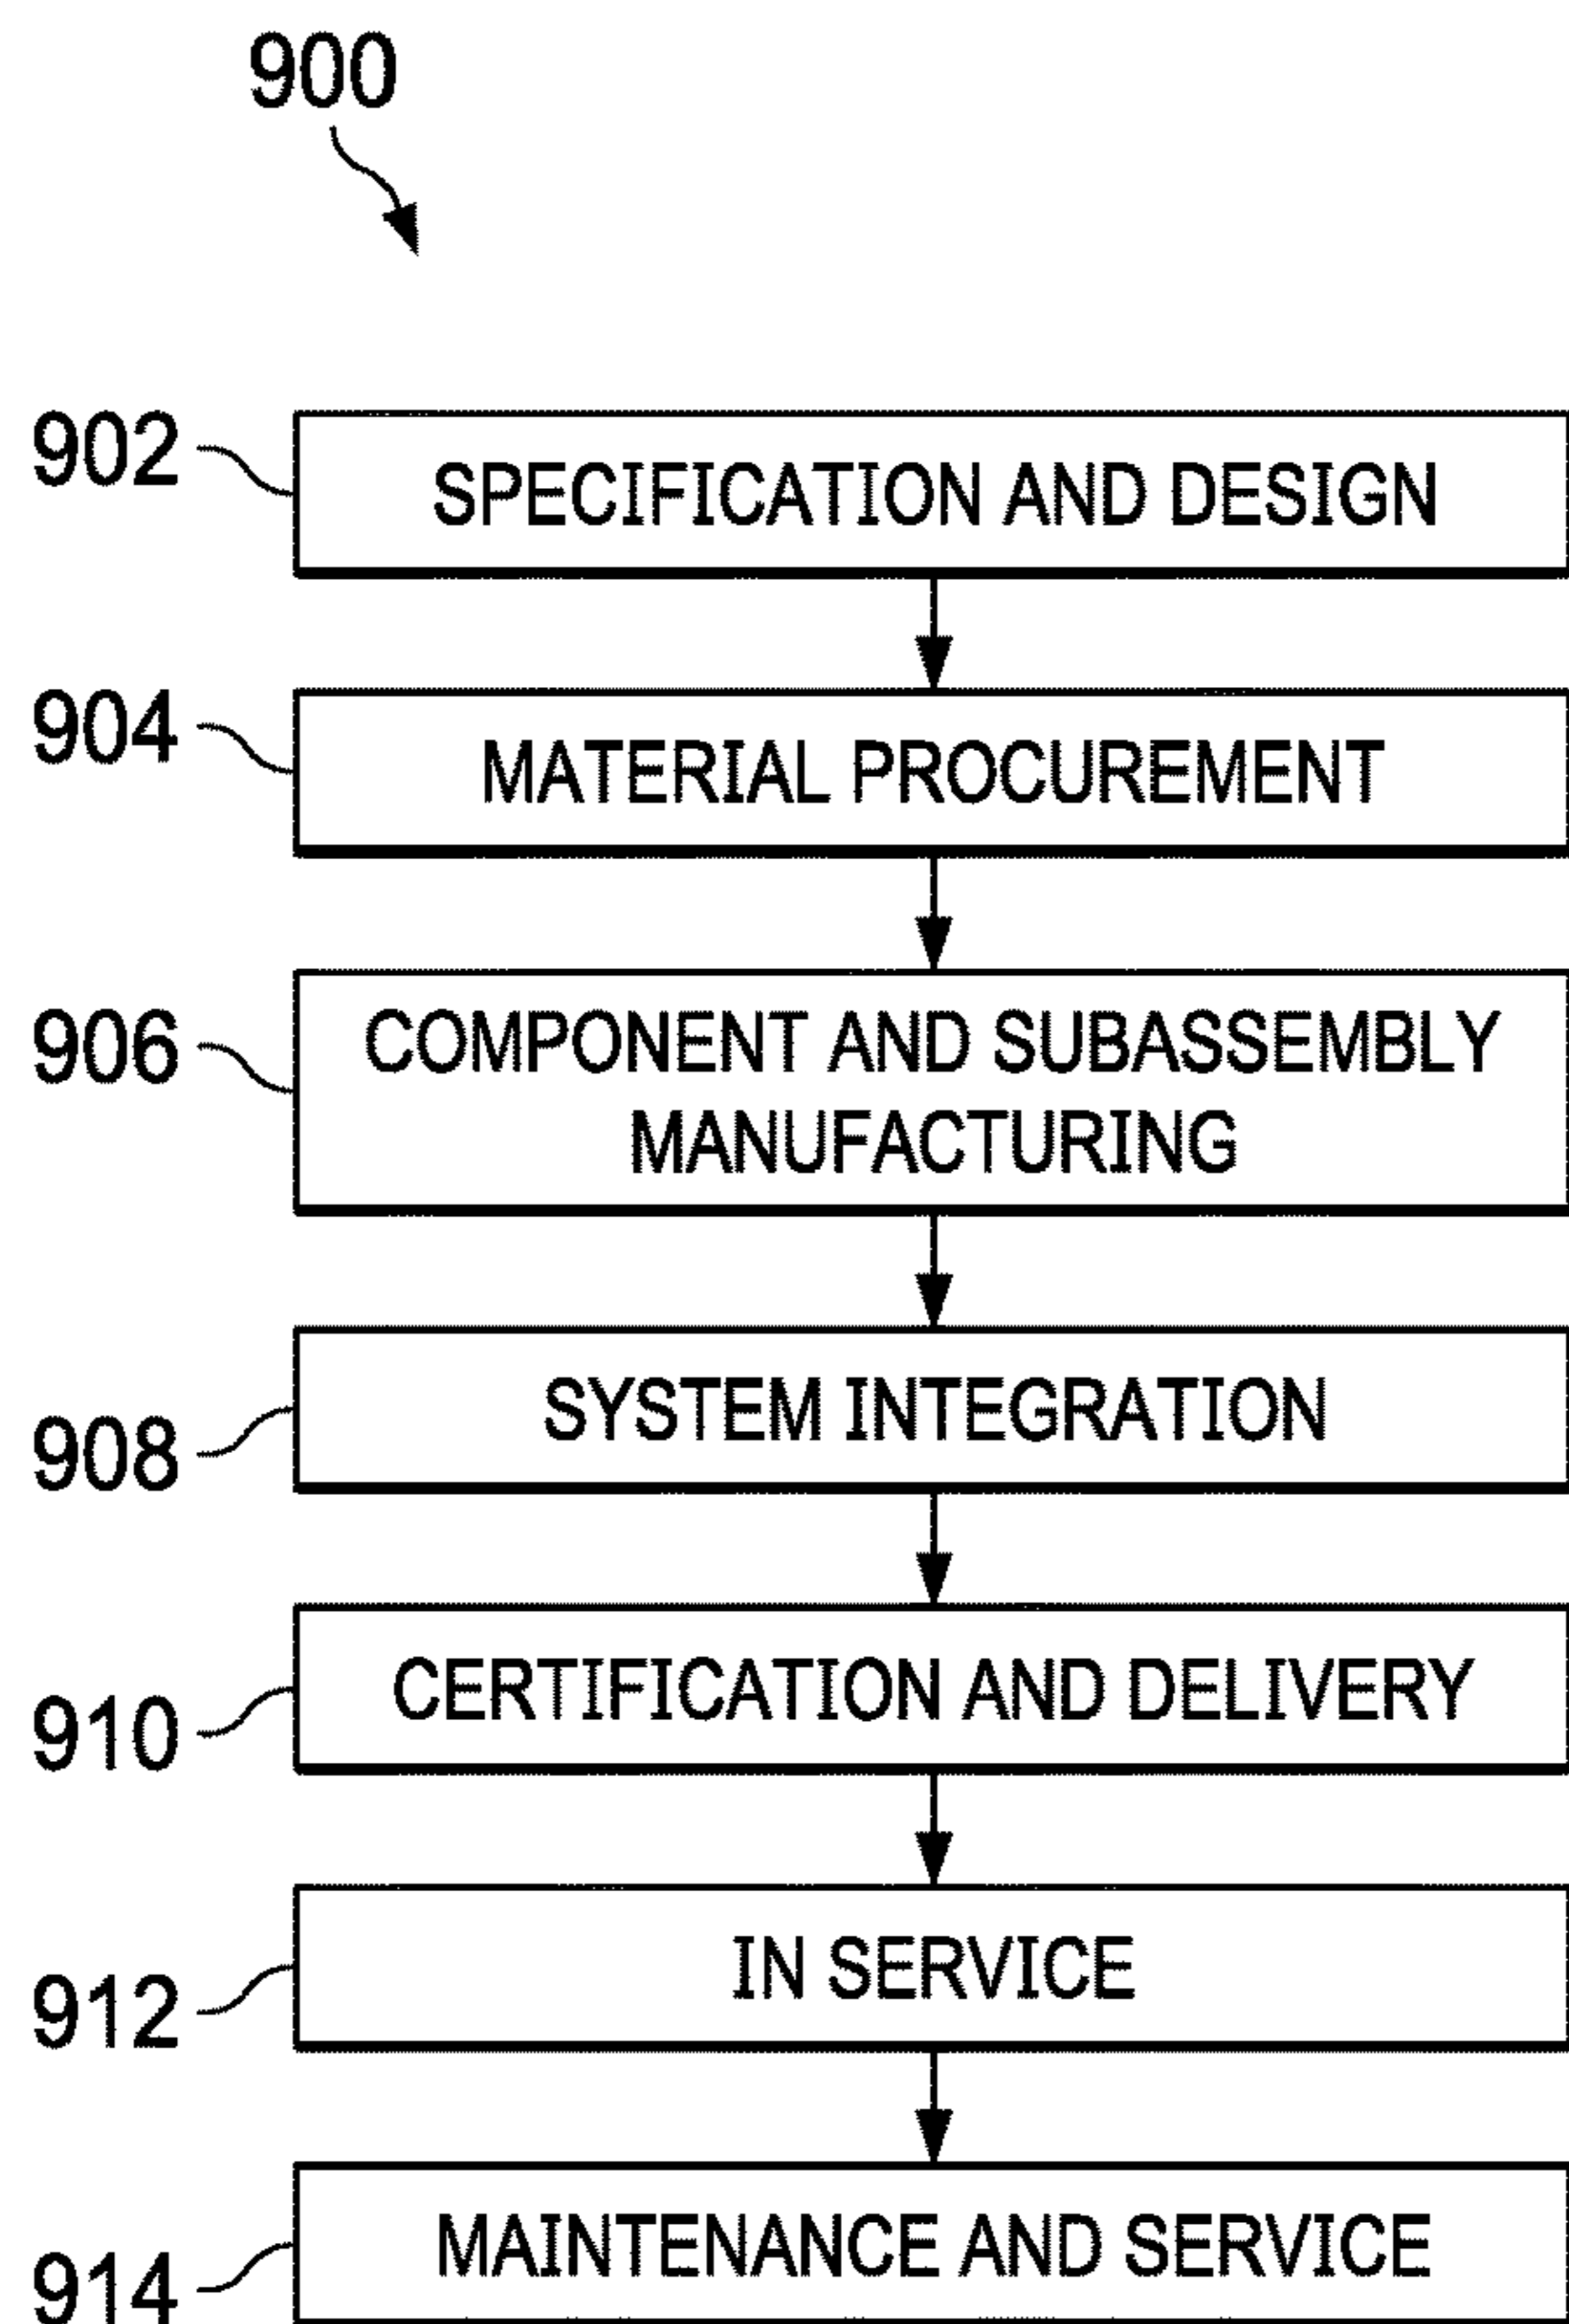 900
902
SPECIFICATION AND DESIGN
904
MATERIAL PROCUREMENT
906
COMPONENT AND SUBASSEMBLY
MANUFACTURING
908
SYSTEM INTEGRATION
910
CERTIFICATION AND DELIVERY
912
IN SERVICE
914
MAINTENANCE AND SERVICE